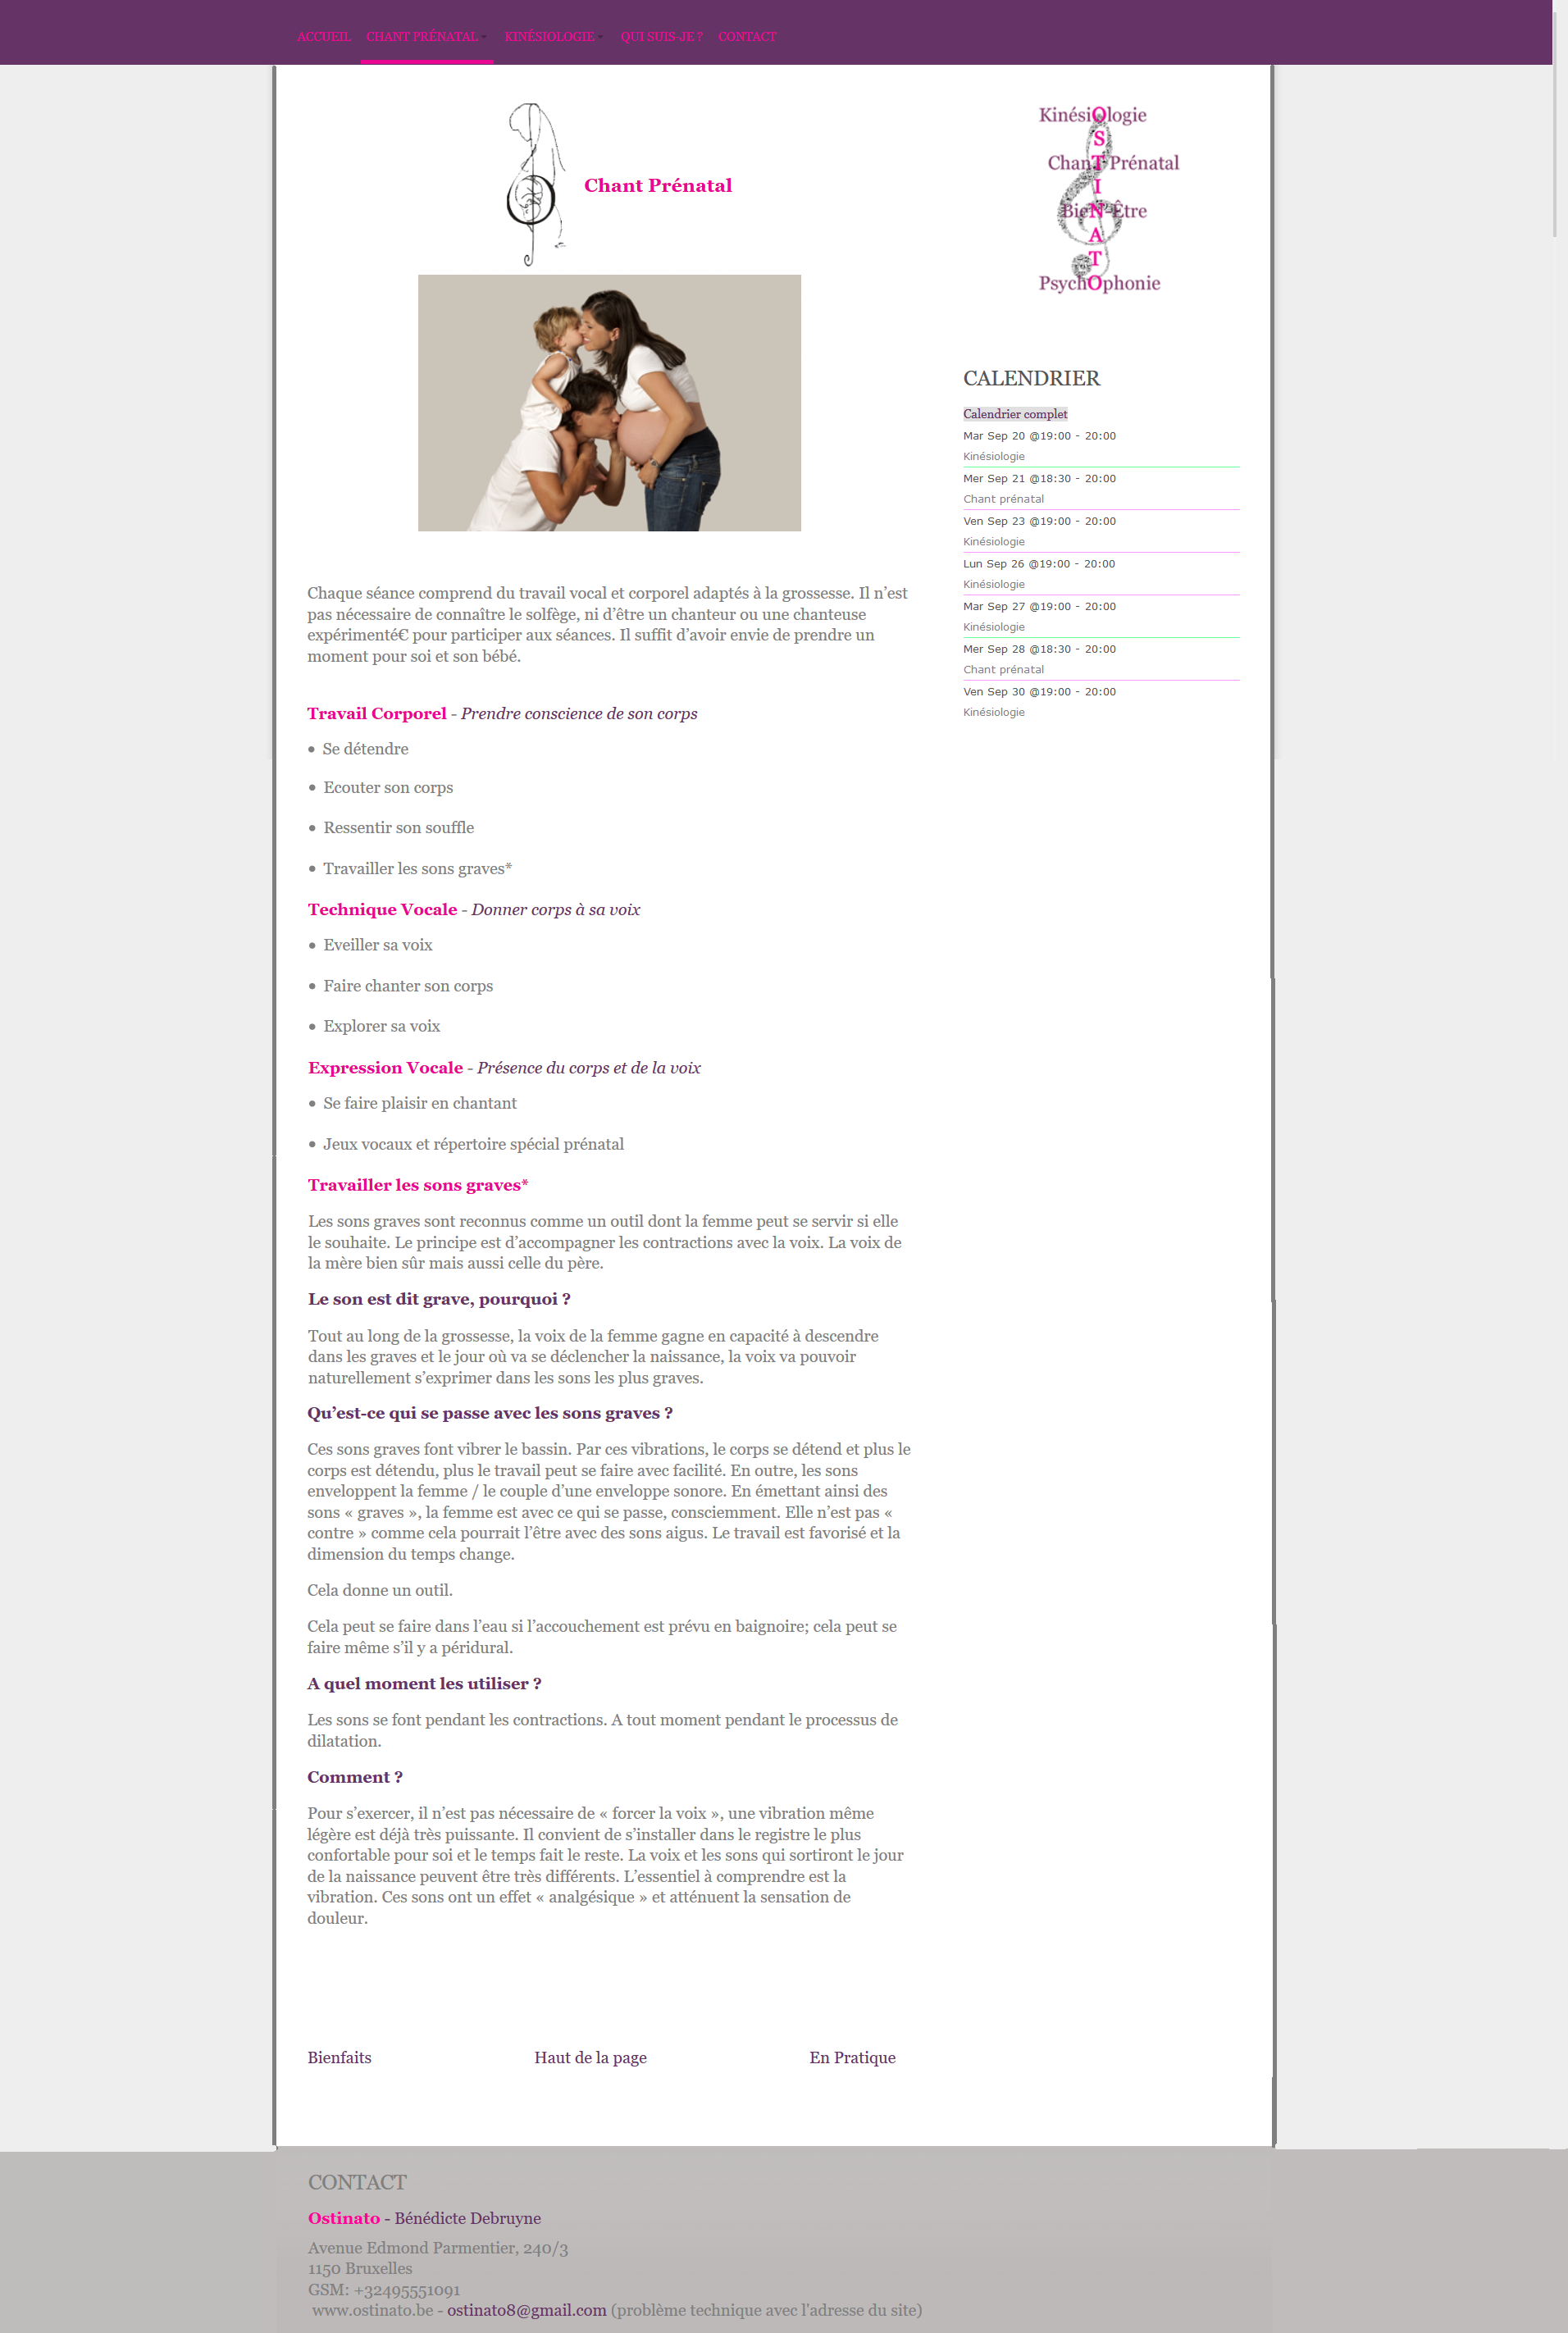 ACCUEIL CHANT PRÉNATAL KINÉSIOLOGIE QUI SUIS-JE ? CONTACT
Chant Prénatal
KinésiOlogie
S
ChanT Prénatal
I
BieN-Être
A
T
PsychOphonie
Chaque séance comprend du travail vocal et corporel adaptés à la grossesse. Il n’est
pas nécessaire de connaître le solfège, ni d’être un chanteur ou une chanteuse
expérimenté€ pour participer aux séances. Il suffit d’avoir envie de prendre un
moment pour soi et son bébé.
Travail Corporel - Prendre conscience de son corps
• Se détendre
• Ecouter son corps
• Ressentir son souffle
• Travailler les sons graves*
Technique Vocale - Donner corps à sa voix
• Eveiller sa voix
• Faire chanter son corps
• Explorer sa voix
Expression Vocale - Présence du corps et de la voix
• Se faire plaisir en chantant
• Jeux vocaux et répertoire spécial prénatal
Travailler les sons graves*
Les sons graves sont reconnus comme un outil dont la femme peut se servir si elle
le souhaite. Le principe est d’accompagner les contractions avec la voix. La voix de
la mère bien sûr mais aussi celle du père.
Le son est dit grave, pourquoi ?
Tout au long de la grossesse, la voix de la femme gagne en capacité à descendre
dans les graves et le jour où va se déclencher la naissance, la voix va pouvoir
naturellement s’exprimer dans les sons les plus graves.
Qu’est-ce qui se passe avec les sons graves ?
Ces sons graves font vibrer le bassin. Par ces vibrations, le corps se détend et plus le
corps est détendu, plus le travail peut se faire avec facilité. En outre, les sons
enveloppent la femme / le couple d’une enveloppe sonore. En émettant ainsi des
sons « graves », la femme est avec ce qui se passe, consciemment. Elle n’est pas «
contre » comme cela pourrait l’être avec des sons aigus. Le travail est favorisé et la
dimension du temps change.
Cela donne un outil.
Cela peut se faire dans l’eau si l’accouchement est prévu en baignoire; cela peut se
faire même s’il y a péridural.
A quel moment les utiliser ?
Les sons se font pendant les contractions. A tout moment pendant le processus de
dilatation.
Comment ?
Pour s’exercer, il n’est pas nécessaire de « forcer la voix », une vibration même
légère est déjà très puissante. Il convient de s’installer dans le registre le plus
confortable pour soi et le temps fait le reste. La voix et les sons qui sortiront le jour
de la naissance peuvent être très différents. L’essentiel à comprendre est la
vibration. Ces sons ont un effet « analgésique » et atténuent la sensation de
douleur.
Bienfaits Haut de la page En Pratique
CALENDRIER
Calendrier complet
Mar Sep 20 @19:00 - 20:00
Kinésiologie
Mer Sep 21 @18:30 - 20:00
Chant prénatal
Ven Sep 23 @19:00 - 20:00
Kinésiologie
Lun Sep 26 @19:00 - 20:00
Kinésiologie
Mar Sep 27 @19:00 - 20:00
Kinésiologie
Mer Sep 28 @18:30 - 20:00
Chant prénatal
Ven Sep 30 @19:00 - 20:00
Kinésiologie
CONTACT
Ostinato - Bénédicte Debruyne
Avenue Edmond Parmentier, 240/3
1150 Bruxelles
GSM: +32495551091
www.ostinato.be - ostinato8@gmail.com (problème technique avec l'adresse du site)